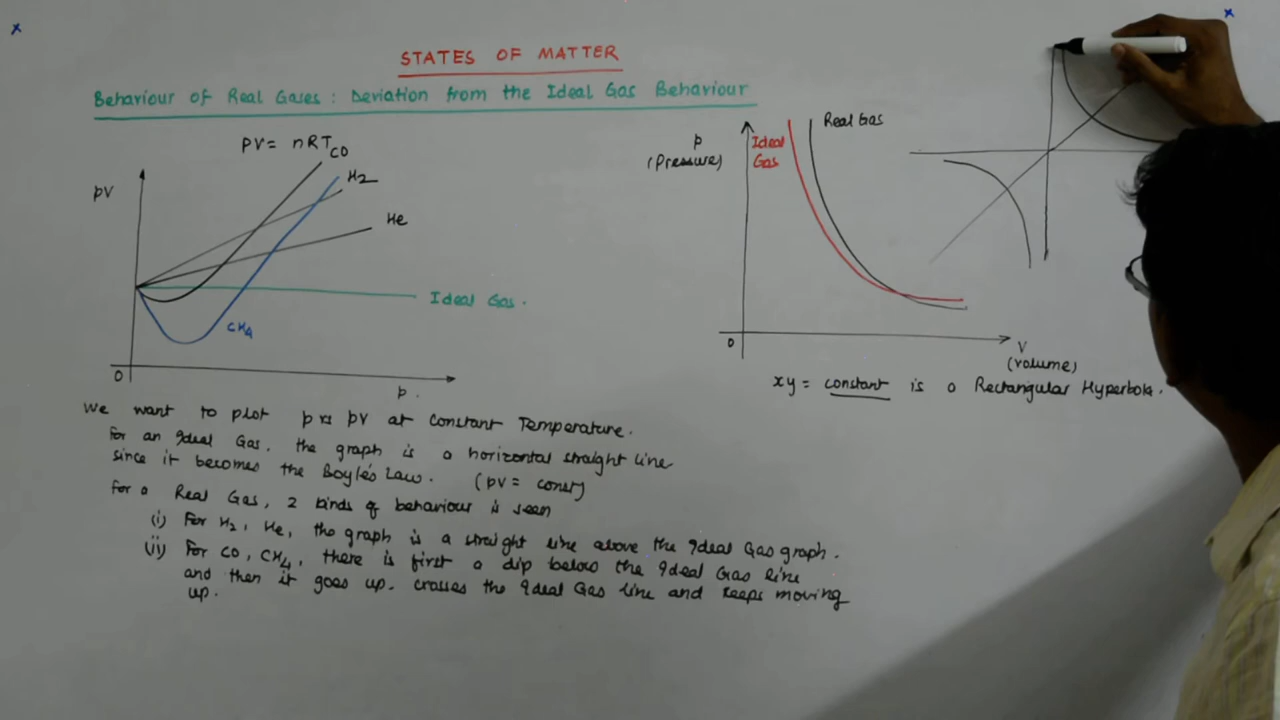 STATES OF MATTER
Behaviour of Real Gases : Deviation from the Ideal Gas Behaviour
PV = nRT
CO
H2
He
pV
Ideal Gas.
CH4
0
p.
p
(Pressure)
Ideal
Gas
Real Gas
0
V
(volume)
xy = constant is a Rectangular Hyperbola.
We want to plot p vs pV at constant Temperature.
For an Ideal Gas. the graph is a horizontal straight line
since it becomes the Boyle's Law. (pV = const)
For a Real Gas, 2 kinds of behaviour is seen
(i) For H2, He, the graph is a straight line above the Ideal Gas graph.
(ii) For CO, CH4, there is first a dip below the Ideal Gas line
and then it goes up. crosses the Ideal Gas line and keeps moving
up.